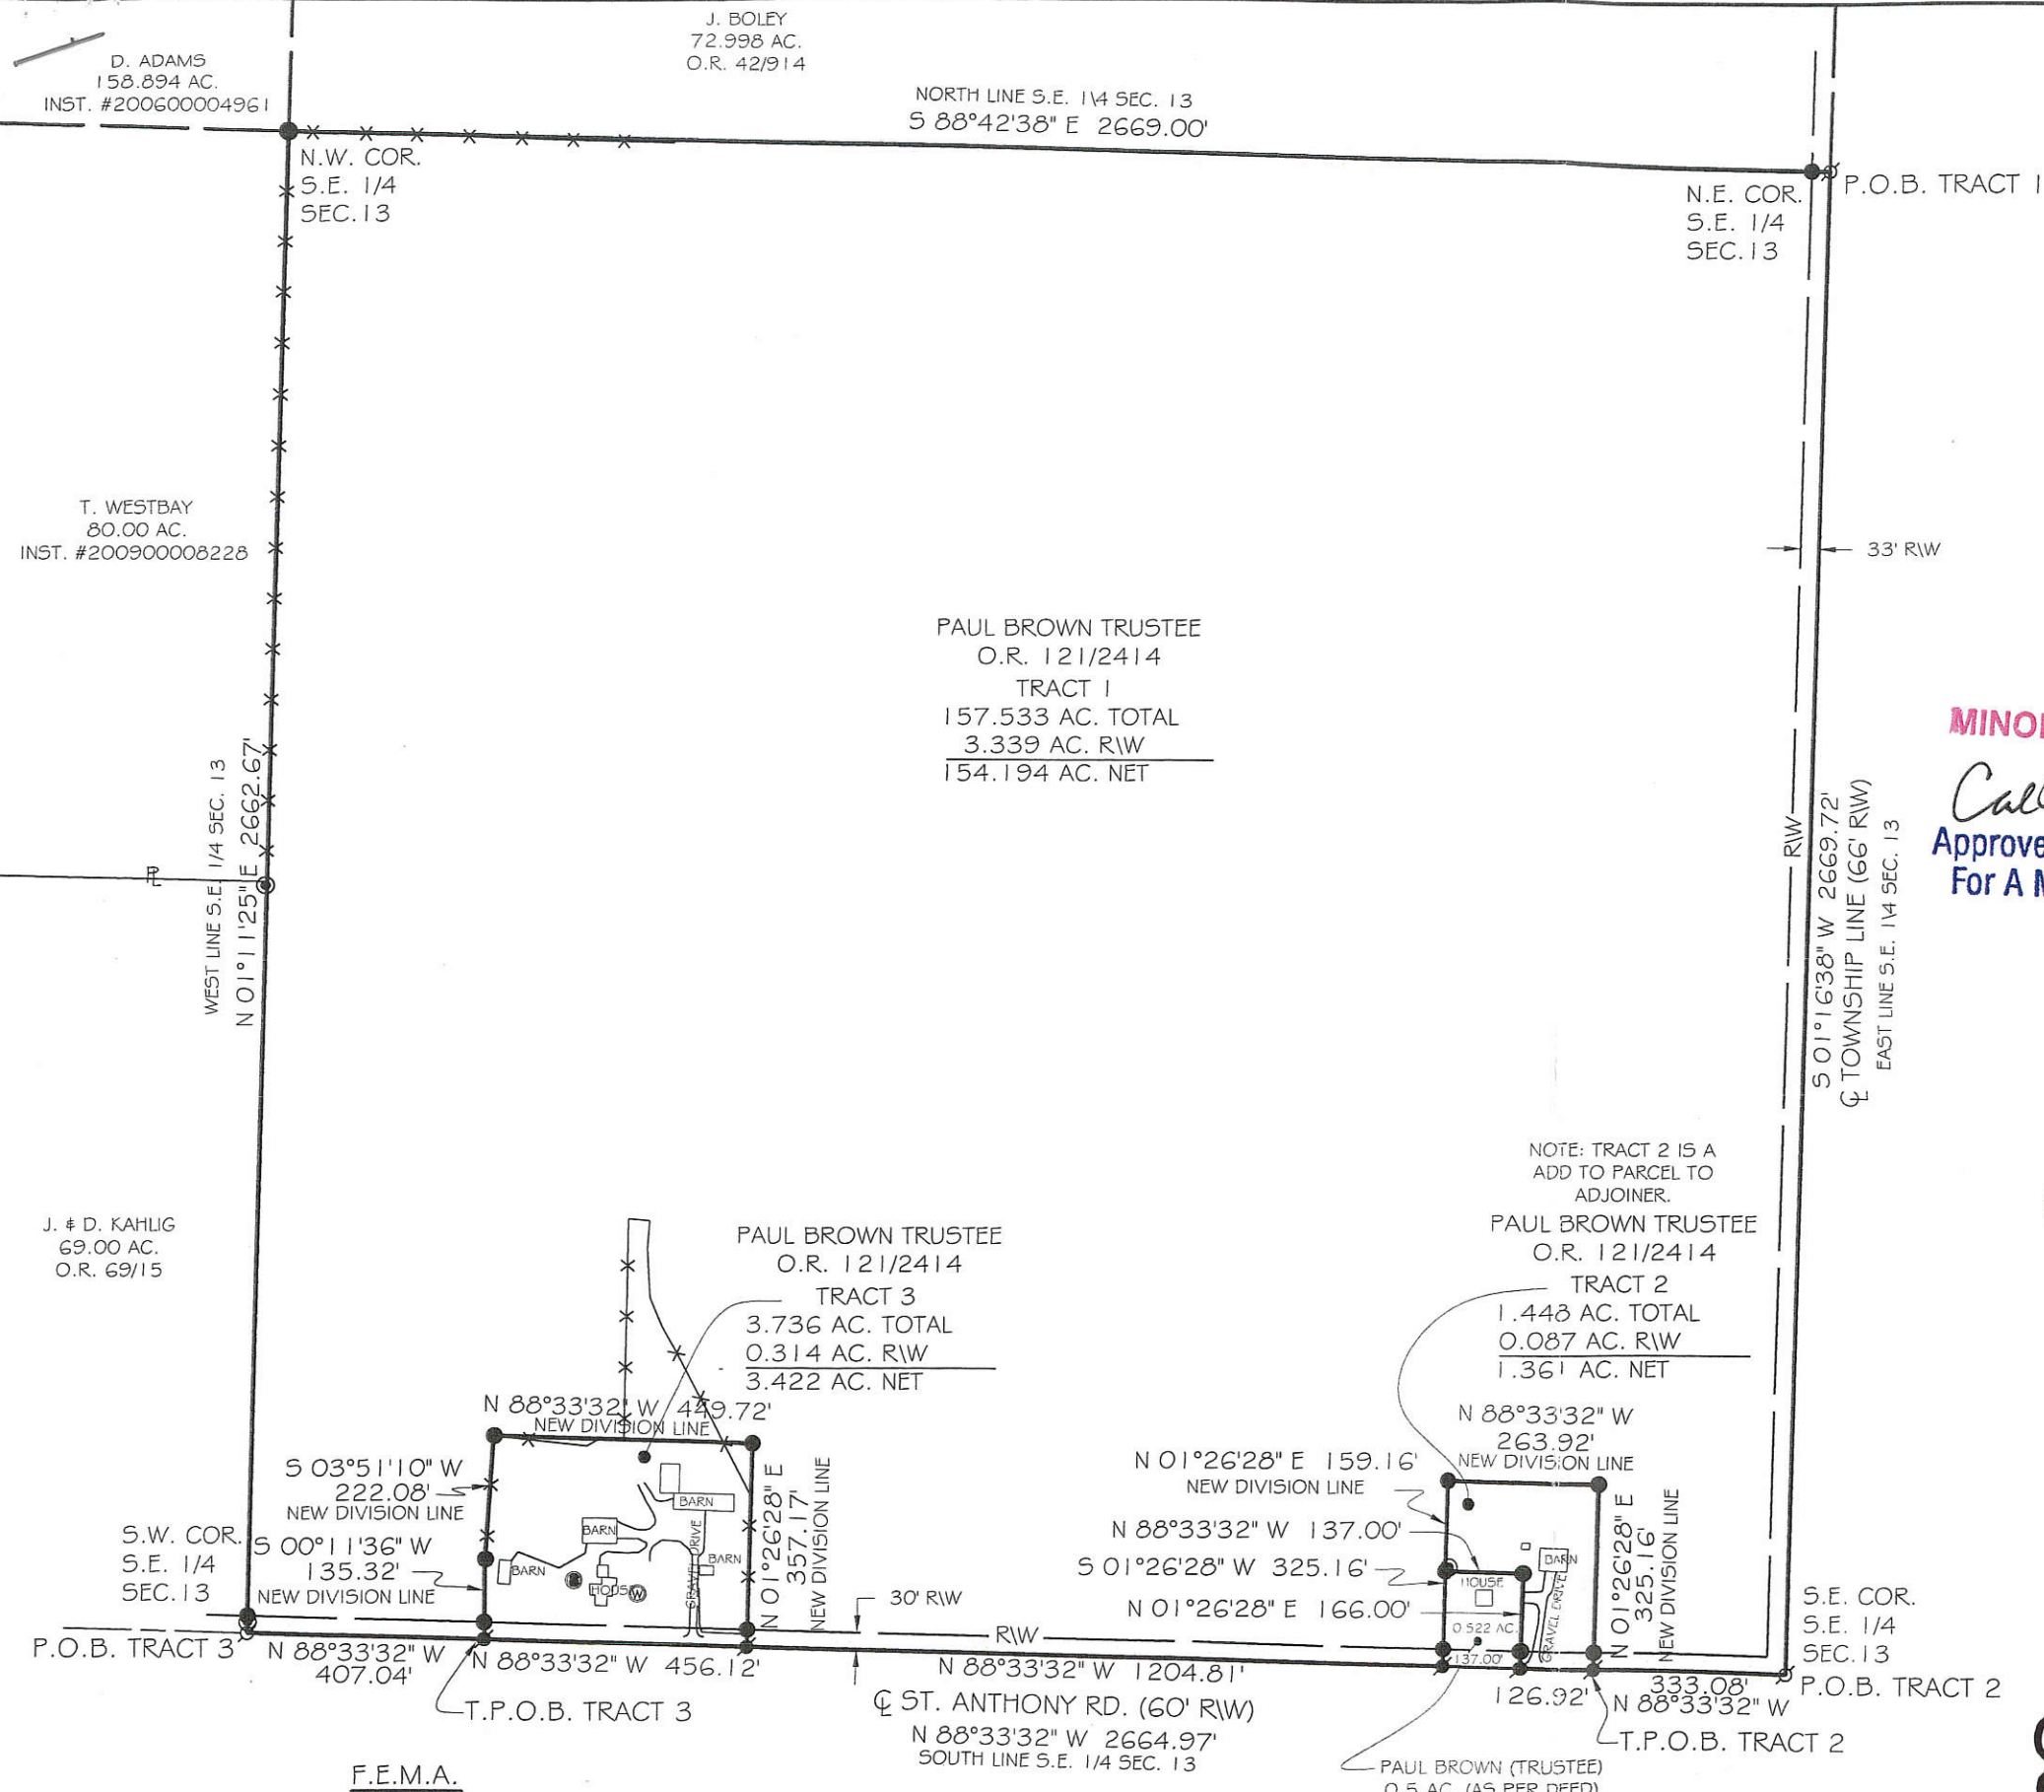 J. BOLEY
72.998 AC.
O.R. 42/914
D. ADAMS
158.894 AC.
INST. #200600004961
NORTH LINE S.E. 1\4 SEC. 13
S 88°42'38" E 2669.00'
N.W. COR.
S.E. 1/4
SEC.13
N.E. COR.
S.E. 1/4
SEC.13
P.O.B. TRACT 1
T. WESTBAY
80.00 AC.
INST. #200900008228
33' R\W
PAUL BROWN TRUSTEE
O.R. 121/2414
TRACT 1
157.533 AC. TOTAL
3.339 AC. R\W
154.194 AC. NET
WEST LINE S.E. 1/4 SEC. 13
N 01°11'25" E 2662.67'
PL
R\W
S 01°16'38" W 2669.72'
CL TOWNSHIP LINE (66' R\W)
EAST LINE S.E. 1\4 SEC. 13
Approve
For A
J. & D. KAHLIG
69.00 AC.
O.R. 69/15
NOTE: TRACT 2 IS A
ADD TO PARCEL TO
ADJOINER.
PAUL BROWN TRUSTEE
O.R. 121/2414
TRACT 2
1.448 AC. TOTAL
0.087 AC. R\W
1.361 AC. NET
PAUL BROWN TRUSTEE
O.R. 121/2414
TRACT 3
3.736 AC. TOTAL
0.314 AC. R\W
3.422 AC. NET
N 88°33'32" W 449.72'
NEW DIVISION LINE
N 88°33'32" W
263.92'
NEW DIVISION LINE
S 03°51'10" W
222.08'
NEW DIVISION LINE
S 00°11'36" W
135.32'
NEW DIVISION LINE
S.W. COR.
S.E. 1/4
SEC.13
BARN
BARN
BARN
BARN
HOUSE
W
GRAVEL DRIVE
N 01°26'28" E
357.17'
NEW DIVISION LINE
N 01°26'28" E 159.16'
NEW DIVISION LINE
N 88°33'32" W 137.00'
S 01°26'28" W 325.16'
N 01°26'28" E 166.00'
HOUSE
BARN
GRAVEL DRIVE
0.522 AC.
137.00'
N 01°26'28" E
325.16'
NEW DIVISION LINE
S.E. COR.
S.E. 1/4
SEC.13
30' R\W
R\W
P.O.B. TRACT 3
N 88°33'32" W
407.04'
N 88°33'32" W 456.12'
N 88°33'32" W 1204.81'
126.92'
333.08'
N 88°33'32" W
P.O.B. TRACT 2
T.P.O.B. TRACT 3
T.P.O.B. TRACT 2
CL ST. ANTHONY RD. (60' R\W)
N 88°33'32" W 2664.97'
SOUTH LINE S.E. 1/4 SEC. 13
PAUL BROWN (TRUSTEE)
0.5 AC. (AS PER DEED)
F.E.M.A.